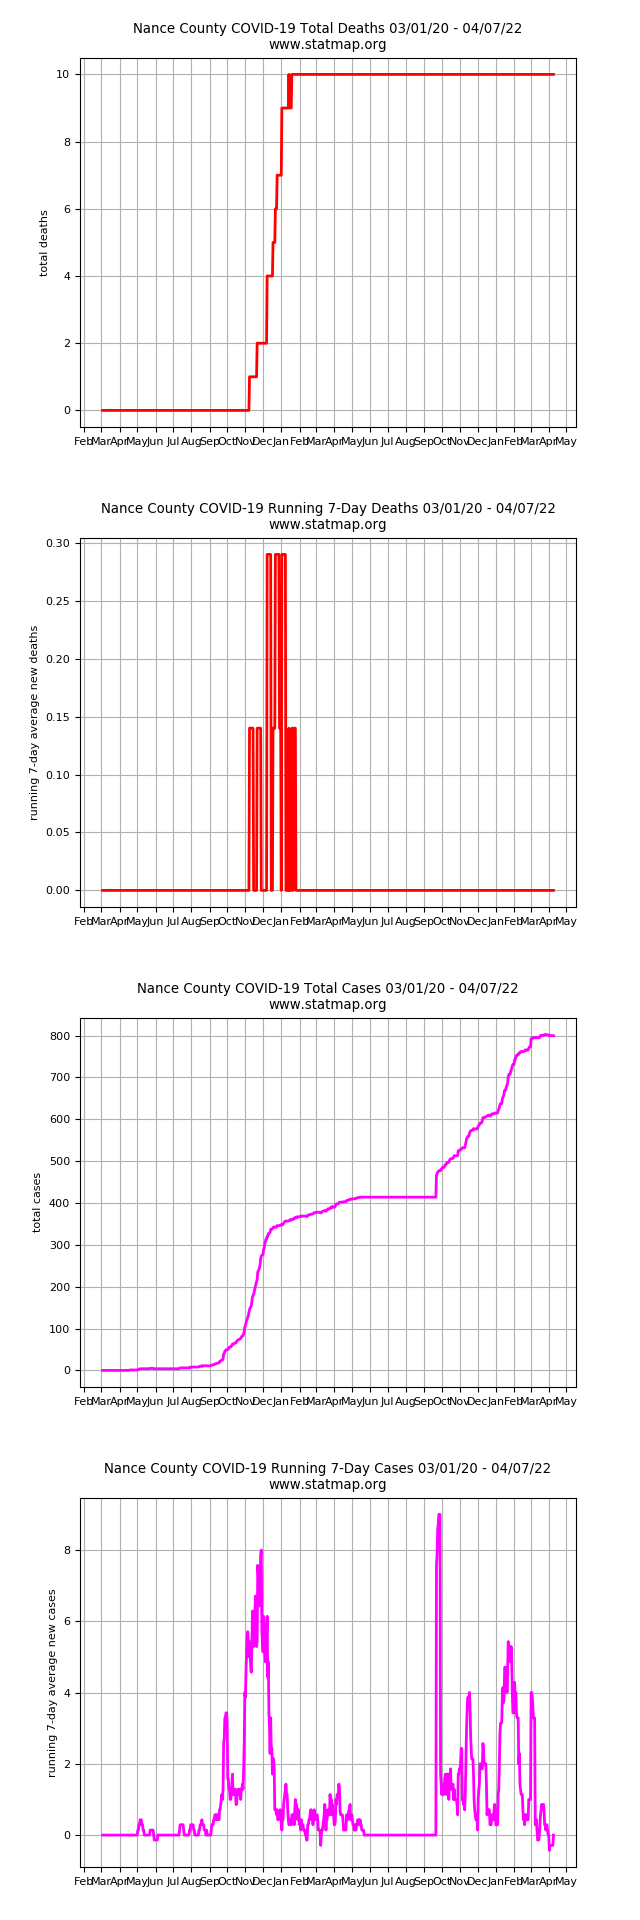 Nance County COVID-19 Total Deaths 03/01/20 - 04/07/22
www.statmap.org
10
8
6
4
2
0
total deaths
Feb Mar Apr May Jun Jul Aug Sep Oct Nov Dec Jan Feb Mar Apr May Jun Jul Aug Sep Oct Nov Dec Jan Feb Mar Apr May
Nance County COVID-19 Running 7-Day Deaths 03/01/20 - 04/07/22
www.statmap.org
0.30
0.25
0.20
0.15
0.10
0.05
0.00
running 7-day average new deaths
Feb Mar Apr May Jun Jul Aug Sep Oct Nov Dec Jan Feb Mar Apr May Jun Jul Aug Sep Oct Nov Dec Jan Feb Mar Apr May
Nance County COVID-19 Total Cases 03/01/20 - 04/07/22
www.statmap.org
800
700
600
500
400
300
200
100
0
total cases
Feb Mar Apr May Jun Jul Aug Sep Oct Nov Dec Jan Feb Mar Apr May Jun Jul Aug Sep Oct Nov Dec Jan Feb Mar Apr May
Nance County COVID-19 Running 7-Day Cases 03/01/20 - 04/07/22
www.statmap.org
8
6
4
2
0
running 7-day average new cases
Feb Mar Apr May Jun Jul Aug Sep Oct Nov Dec Jan Feb Mar Apr May Jun Jul Aug Sep Oct Nov Dec Jan Feb Mar Apr May